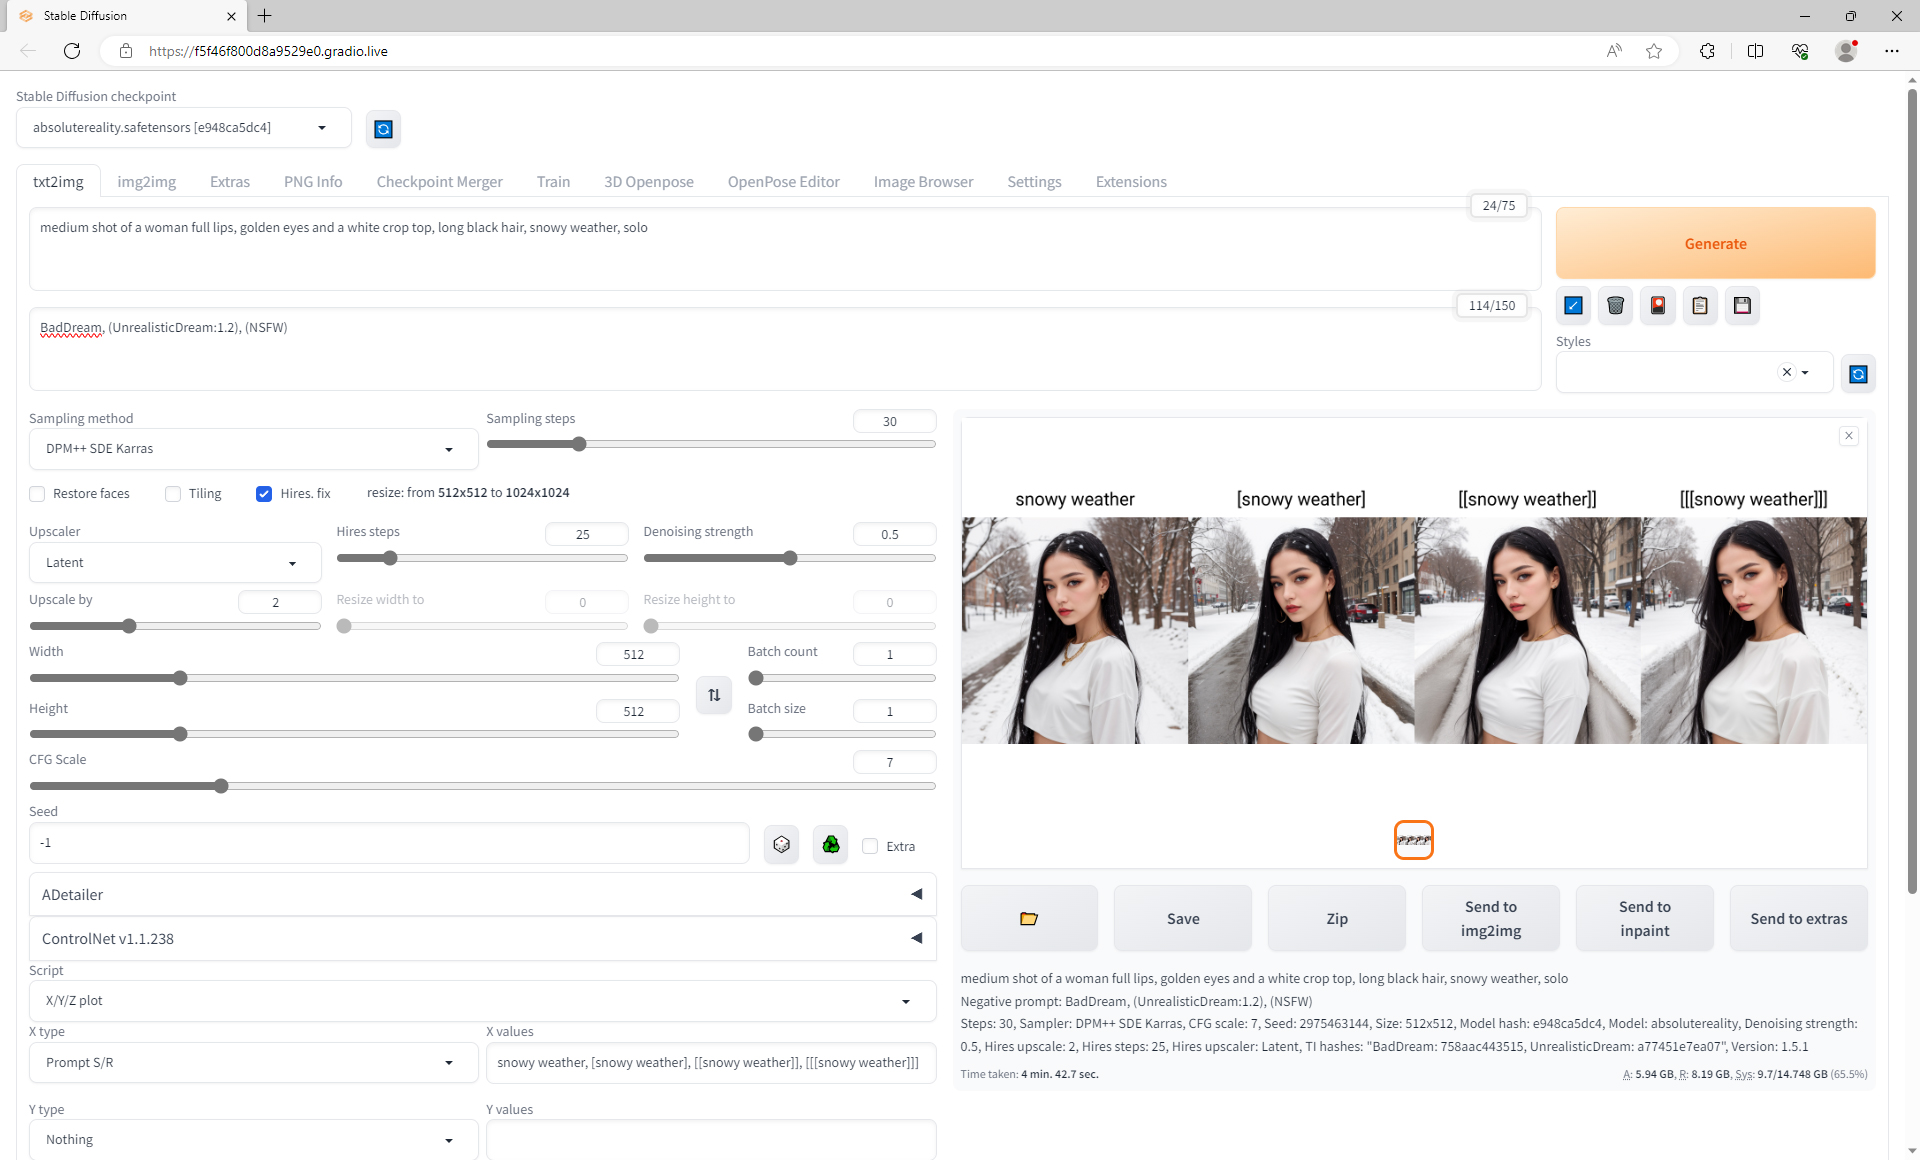 Stable Diffusion
https://f5f46f800d8a9529e0.gradio.live
Stable Diffusion checkpoint
absolutereality.safetensors [e948ca5dc4]
txt2img img2img Extras PNG Info Checkpoint Merger Train 3D Openpose OpenPose Editor Image Browser Settings Extensions
24/75
medium shot of a woman full lips, golden eyes and a white crop top, long black hair, snowy weather, solo
Generate
114/150
BadDream, (UnrealisticDream:1.2), (NSFW)
Styles
Sampling method
DPM++ SDE Karras
Sampling steps
30
Restore faces
Tiling
Hires. fix
resize: from 512x512 to 1024x1024
Upscaler
Latent
Hires steps
25
Denoising strength
0.5
Upscale by
2
Resize width to
0
Resize height to
0
Width
512
Batch count
1
Height
512
Batch size
1
CFG Scale
7
Seed
-1
Extra
ADetailer
ControlNet v1.1.238
Script
X/Y/Z plot
X type
Prompt S/R
X values
snowy weather, [snowy weather], [[snowy weather]], [[[snowy weather]]]
Y type
Nothing
Y values
snowy weather [snowy weather] [[snowy weather]] [[[snowy weather]]]
Save
Zip
Send to
img2img
Send to
inpaint
Send to extras
medium shot of a woman full lips, golden eyes and a white crop top, long black hair, snowy weather, solo
Negative prompt: BadDream, (UnrealisticDream:1.2), (NSFW)
Steps: 30, Sampler: DPM++ SDE Karras, CFG scale: 7, Seed: 2975463144, Size: 512x512, Model hash: e948ca5dc4, Model: absolutereality, Denoising strength:
0.5, Hires upscale: 2, Hires steps: 25, Hires upscaler: Latent, TI hashes: "BadDream: 758aac443515, UnrealisticDream: a77451e7ea07", Version: 1.5.1
Time taken: 4 min. 42.7 sec.
A: 5.94 GB, R: 8.19 GB, Sys: 9.7/14.748 GB (65.5%)